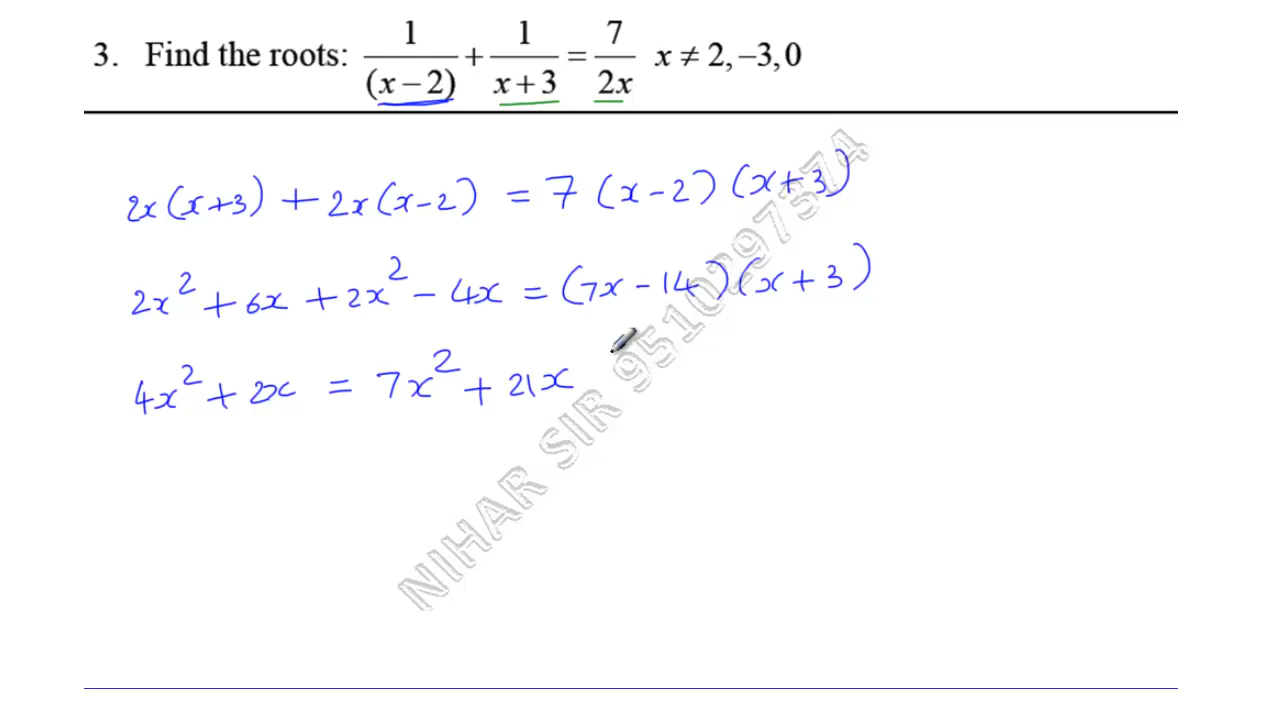 3. Find the roots: 1/(x−2) + 1/x+3 = 7/2x x ≠ 2,−3,0
2x(x+3) + 2x(x−2) = 7(x−2)(x+3)
2x² + 6x + 2x² − 4x = (7x−14)(x+3)
4x² + 2x = 7x² + 21x
NIHAR SIR 9510297374